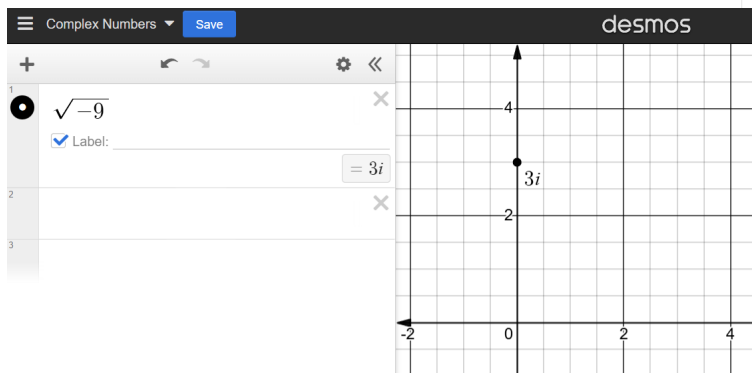 Complex Numbers Save desmos
1
√-9
Label:
= 3i
2
3
4
3i
2
-2 0 2 4